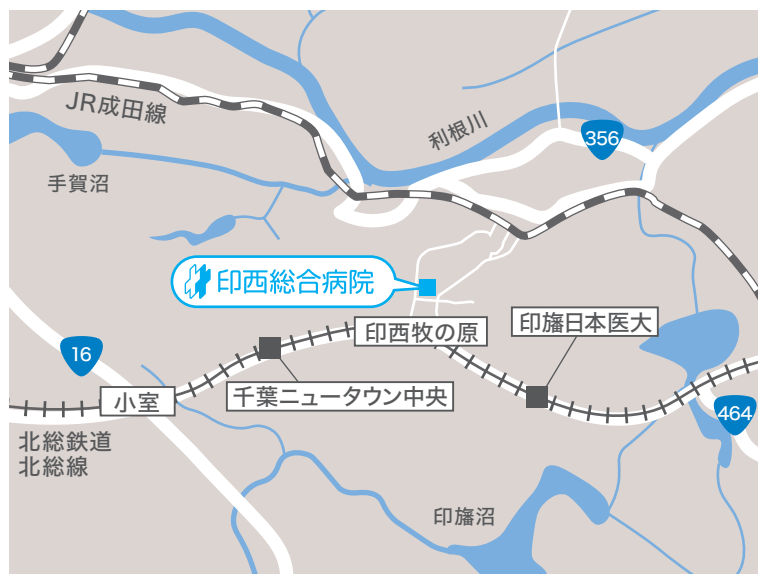 JR成田線
利根川
356
手賀沼
印西総合病院
印西牧の原
印旛日本医大
16
小室
千葉ニュータウン中央
464
北総鉄道
北総線
印旛沼